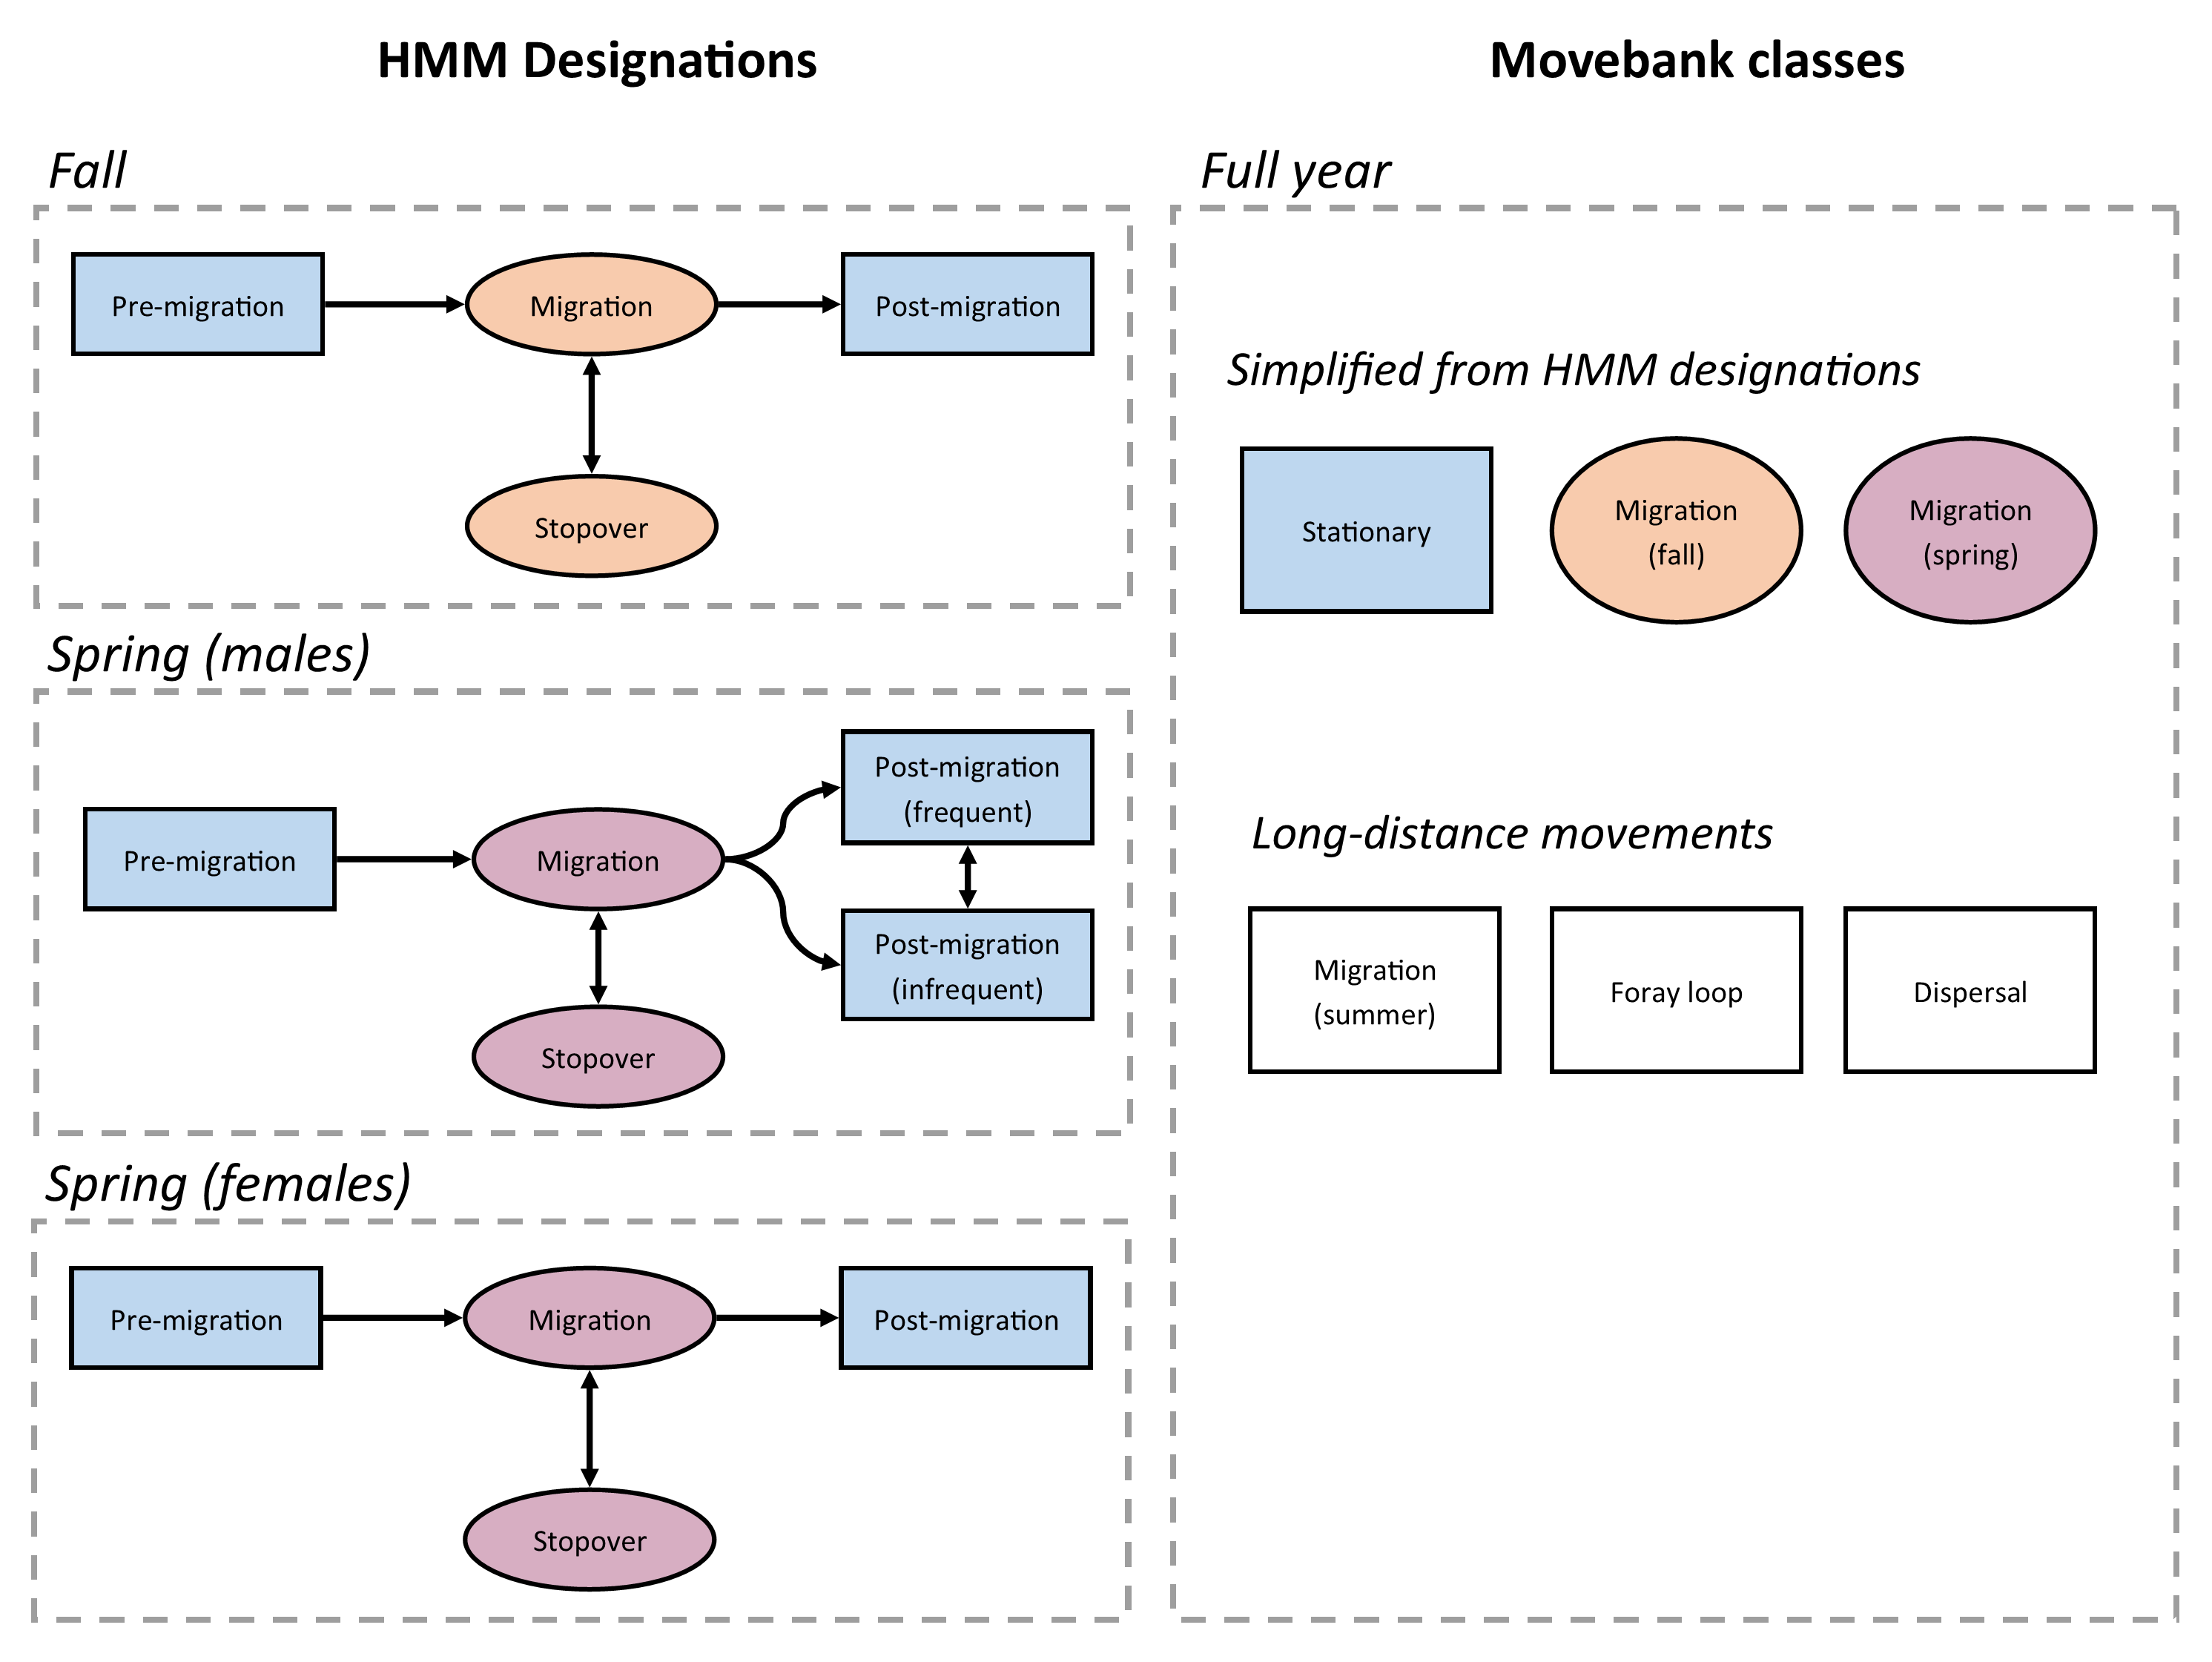 HMM Designations
Fall
Pre-migration
Migration
Post-migration
Stopover
Spring (males)
Pre-migration
Migration
Post-migration
(frequent)
Post-migration
(infrequent)
Stopover
Spring (females)
Pre-migration
Migration
Post-migration
Stopover
Movebank classes
Full year
Simplified from HMM designations
Stationary
Migration
(fall)
Migration
(spring)
Long-distance movements
Migration
(summer)
Foray loop
Dispersal